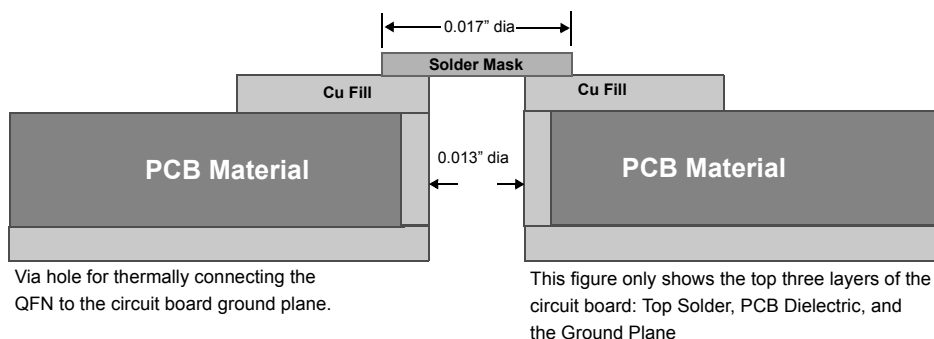 0.017” dia
Solder Mask
Cu Fill
Cu Fill
PCB Material
0.013” dia
PCB Material
Via hole for thermally connecting the
QFN to the circuit board ground plane.
This figure only shows the top three layers of the
circuit board: Top Solder, PCB Dielectric, and
the Ground Plane